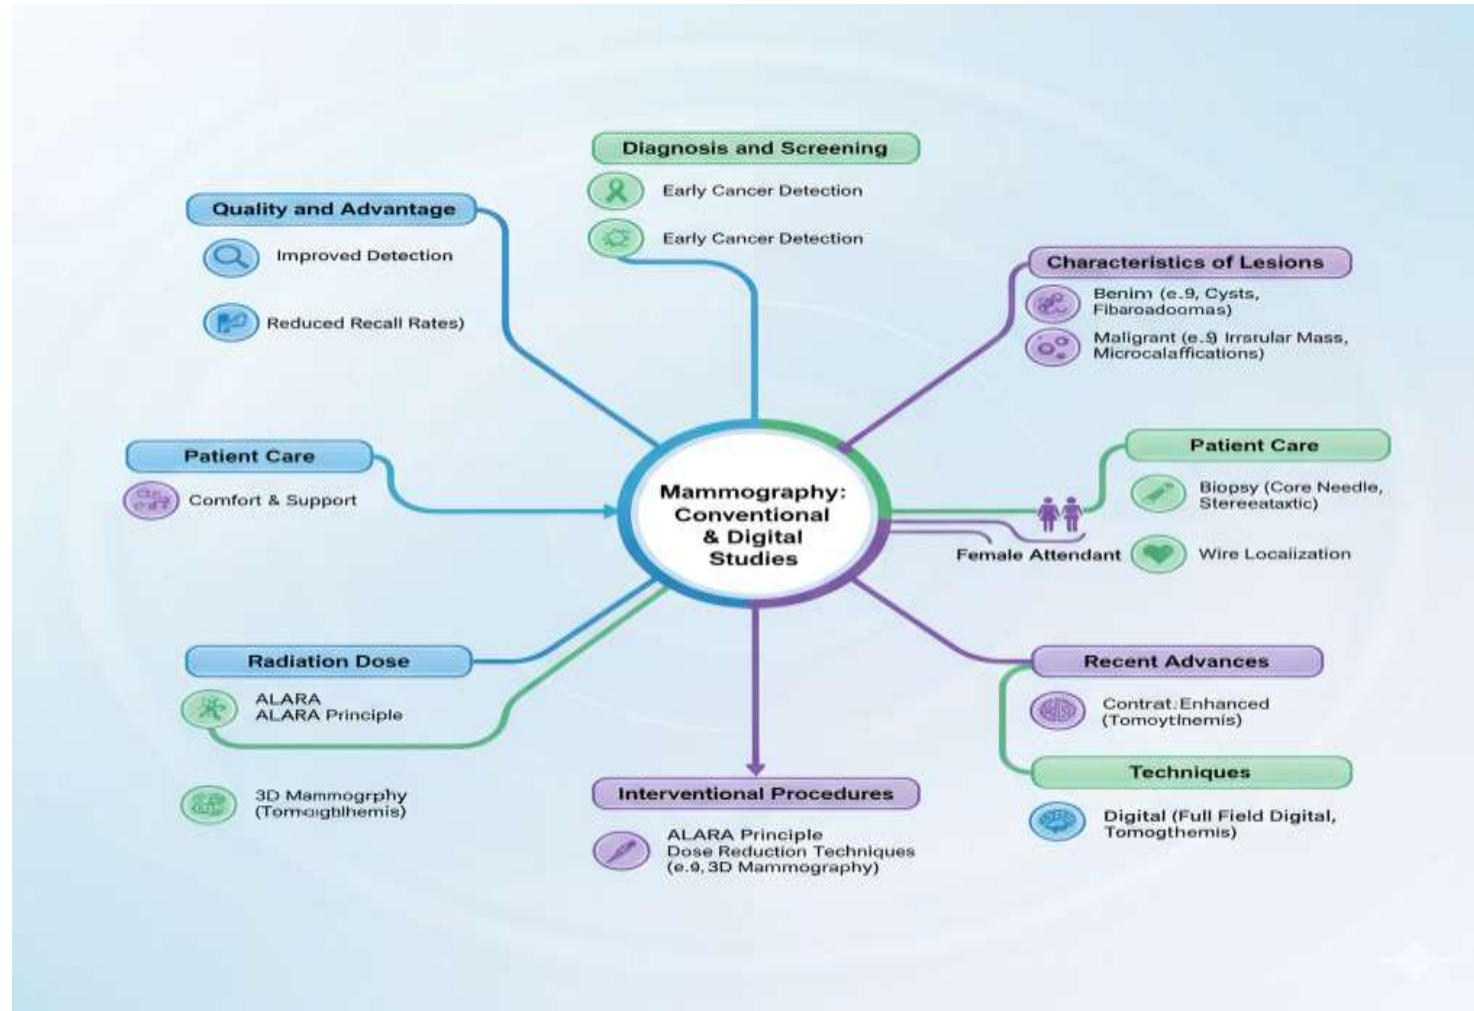 Diagnosis and Screening
Early Cancer Detection
Early Cancer Detection
Quality and Advantage
Improved Detection
Reduced Recall Rates)
Characteristics of Lesions
Benim (e.9, Cysts,
Fibaroadoomas)
Maligrant (e.9) Irrsrular Mass,
Microcalaffications)
Patient Care
Comfort & Support
Mammography:
Conventional
& Digital
Studies
Patient Care
Biopsy (Core Needle,
Stereeataxtic)
Female Attendant
Wire Localization
Radiation Dose
ALARA
ALARA Principle
3D Mammogrphy
Recent Advances
Contrat:Enhanced
(Tomoytlnemis)
Techniques
Digital (Full Field Digital,
Tomogthemis)
Interventional Procedures
ALARA Principle
Dose Reduction Techniques
(e.9, 3D Mammography)